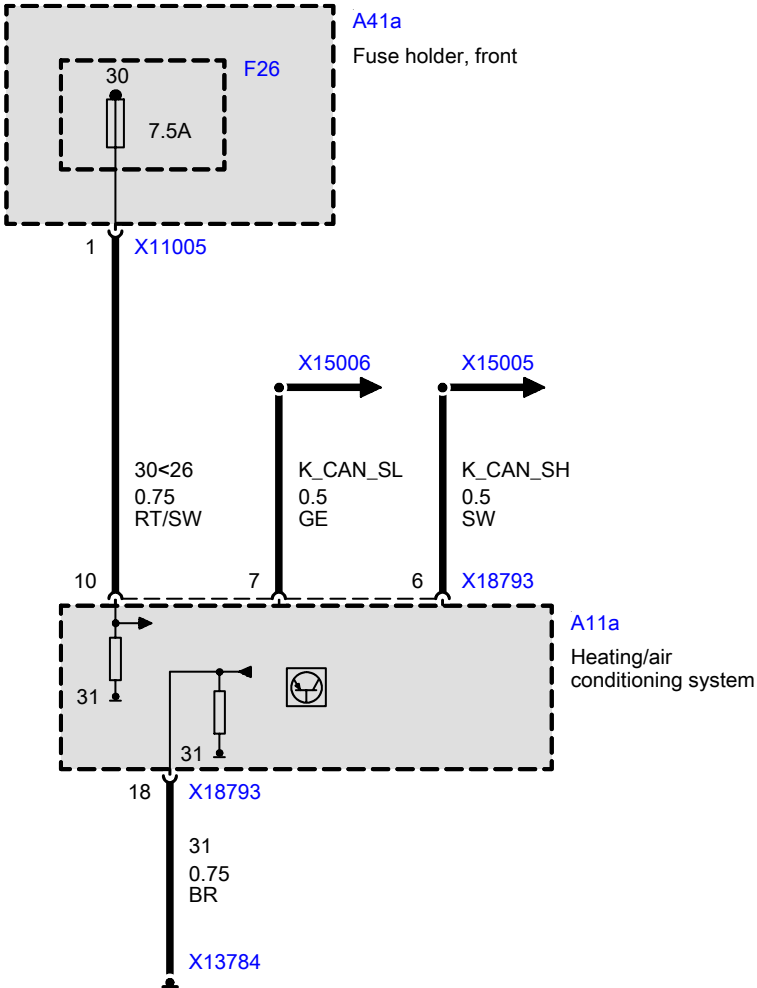 A41a
Fuse holder, front
F26
30
7.5A
1
X11005
X15006
X15005
30<26
0.75
RT/SW
K_CAN_SL
0.5
GE
K_CAN_SH
0.5
SW
10
7
6
X18793
A11a
Heating/air
conditioning system
31
31
18
X18793
31
0.75
BR
X13784